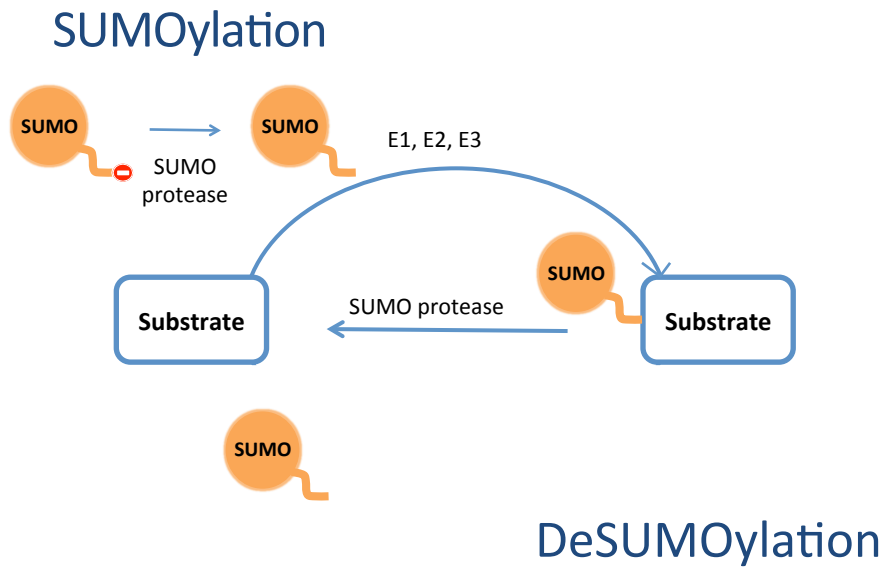 SUMOylation
SUMO
SUMO
SUMO
protease
E1, E2, E3
SUMO
Substrate
SUMO protease
Substrate
SUMO
DeSUMOylation